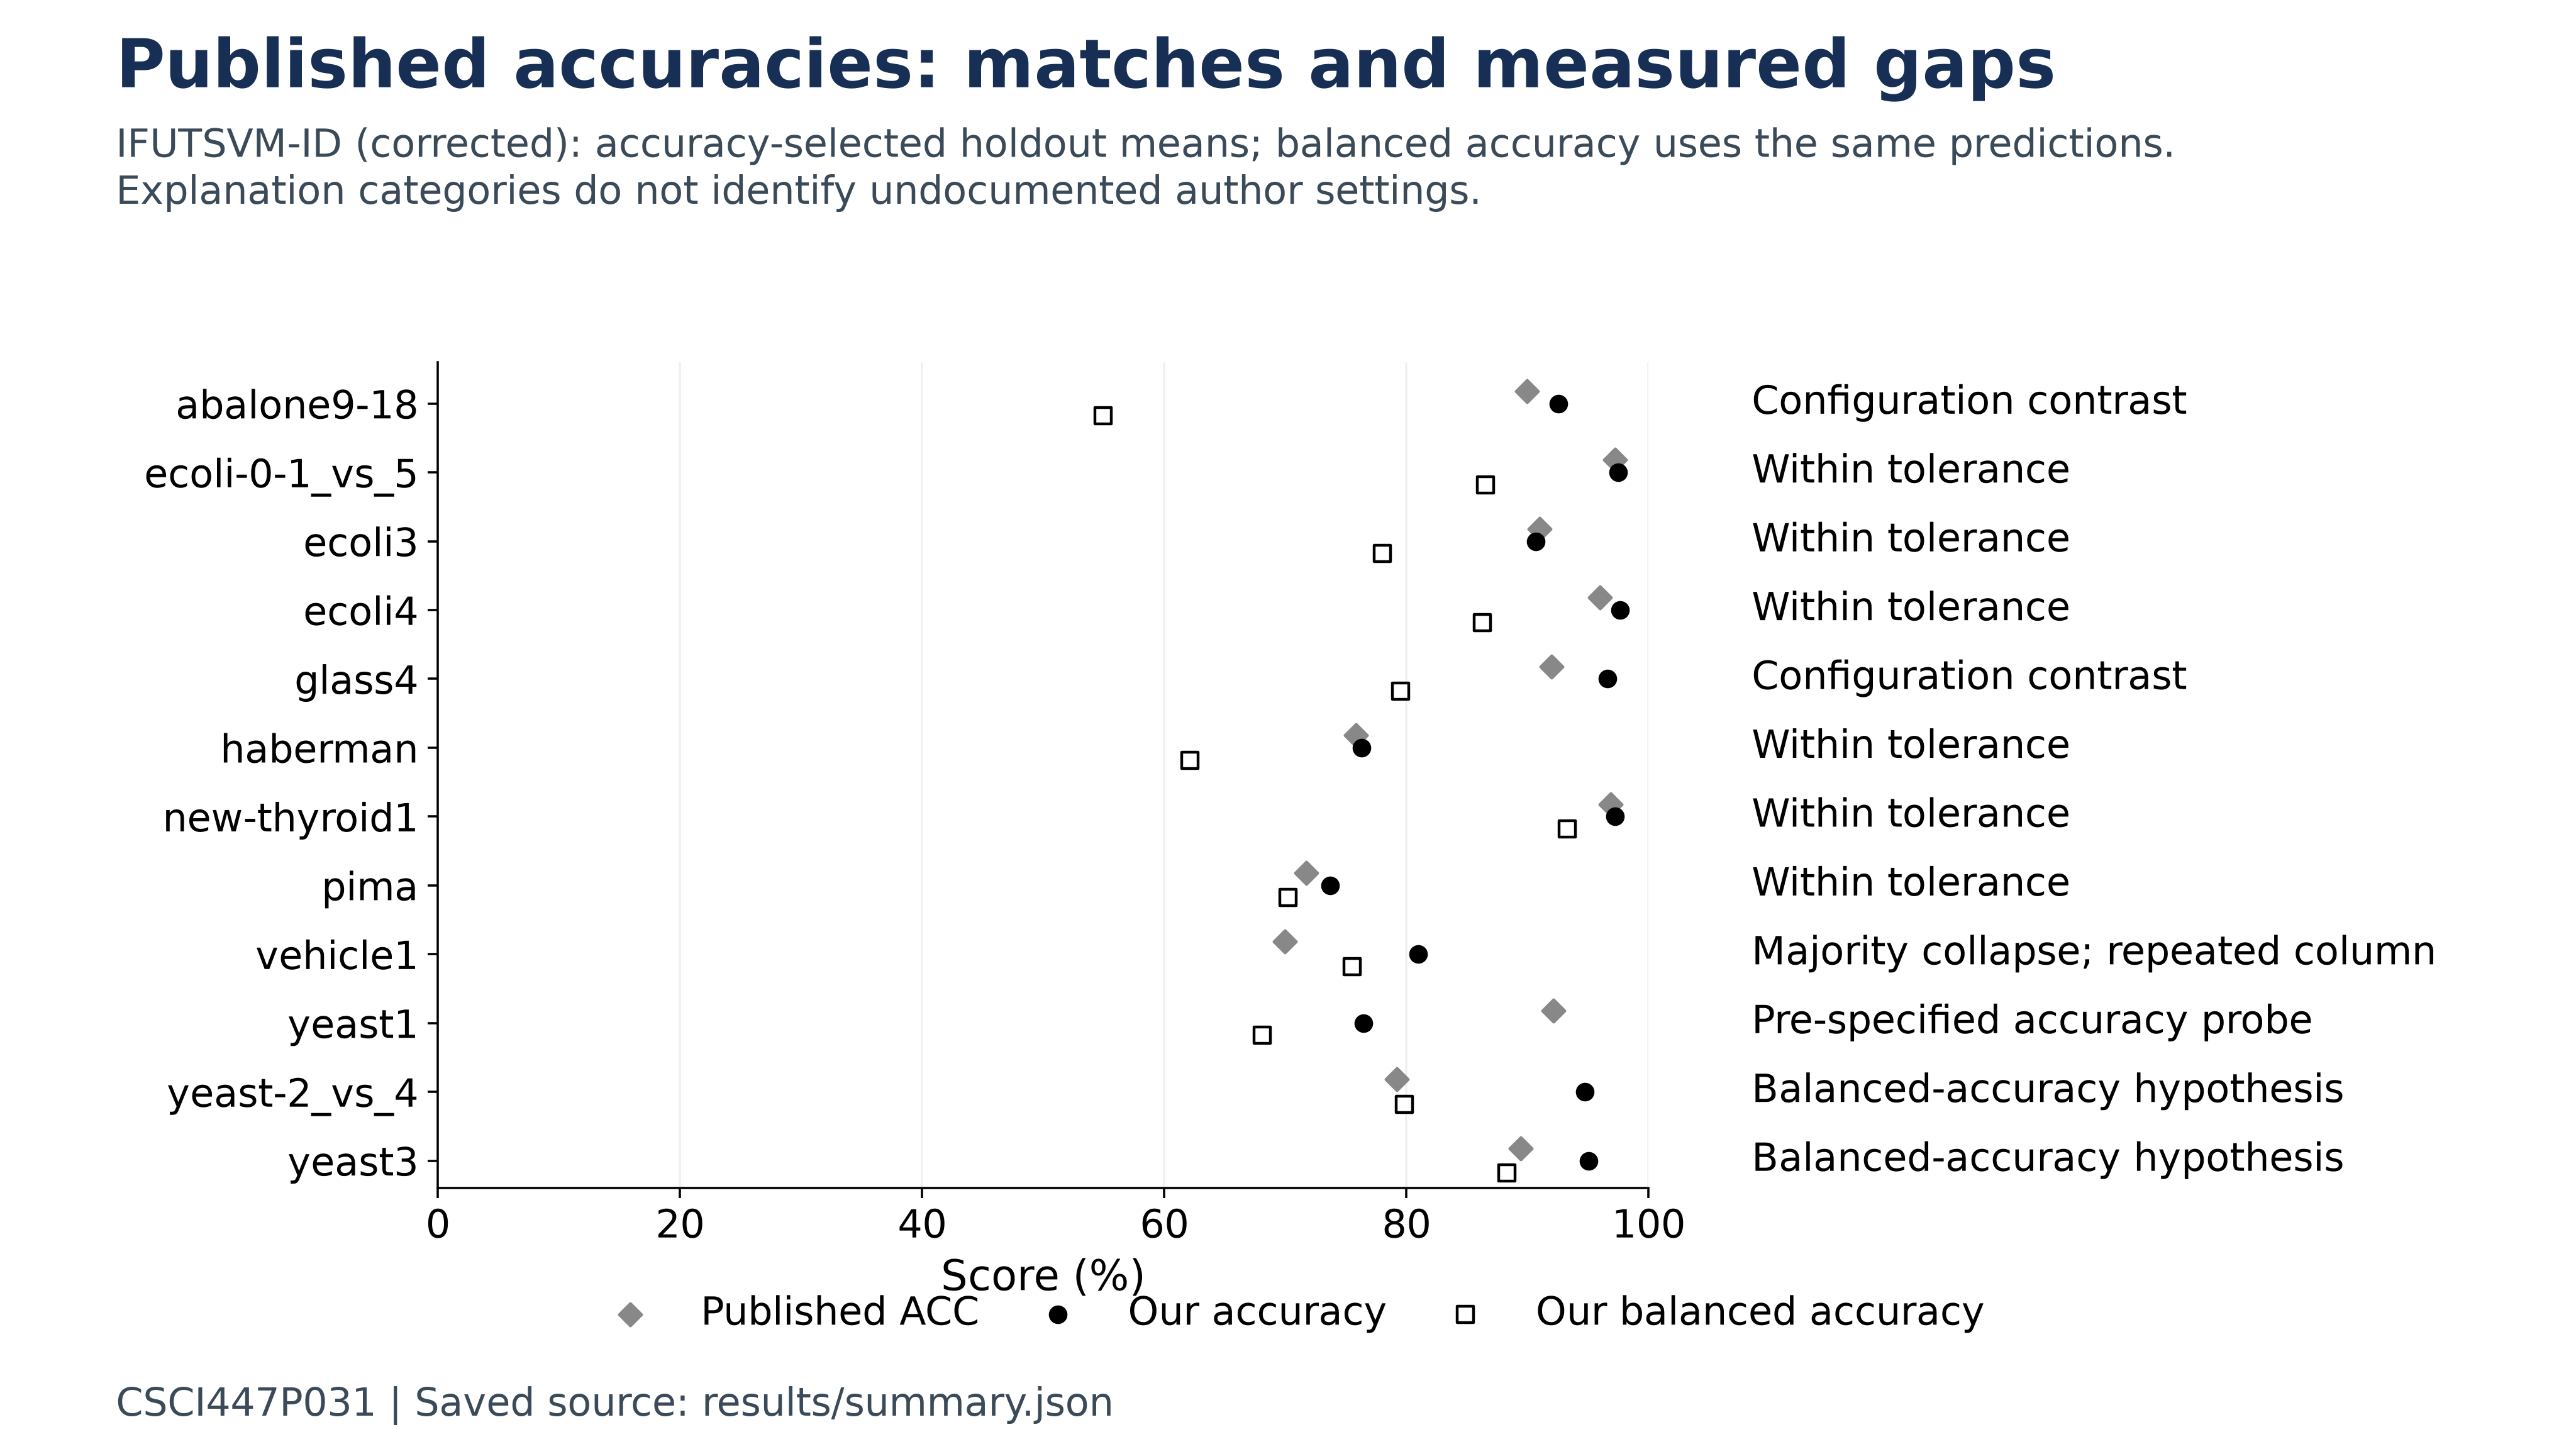 Published accuracies: matches and measured gaps
IFUTSVM-ID (corrected): accuracy-selected holdout means; balanced accuracy uses the same predictions.
Explanation categories do not identify undocumented author settings.
abalone9-18 Configuration contrast
ecoli-0-1_vs_5 Within tolerance
ecoli3 Within tolerance
ecoli4 Within tolerance
glass4 Configuration contrast
haberman Within tolerance
new-thyroid1 Within tolerance
pima Within tolerance
vehicle1 Majority collapse; repeated column
yeast1 Pre-specified accuracy probe
yeast-2_vs_4 Balanced-accuracy hypothesis
yeast3 Balanced-accuracy hypothesis
0 20 40 60 80 100
Score (%)
Published ACC Our accuracy Our balanced accuracy
CSCI447P031 | Saved source: results/summary.json